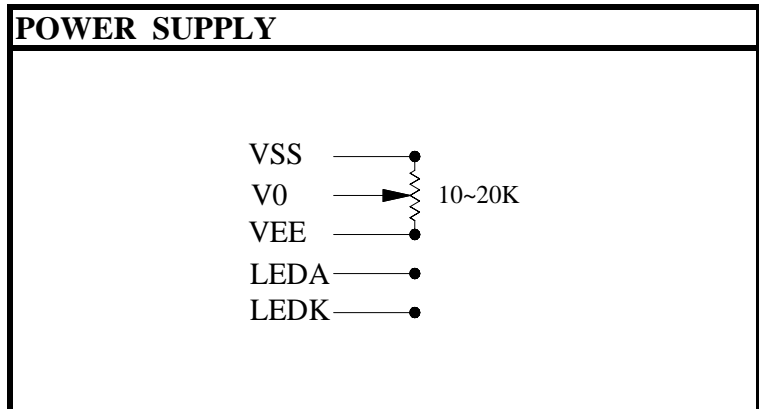 POWER SUPPLY
VSS
V0
10~20K
VEE
LEDA
LEDK